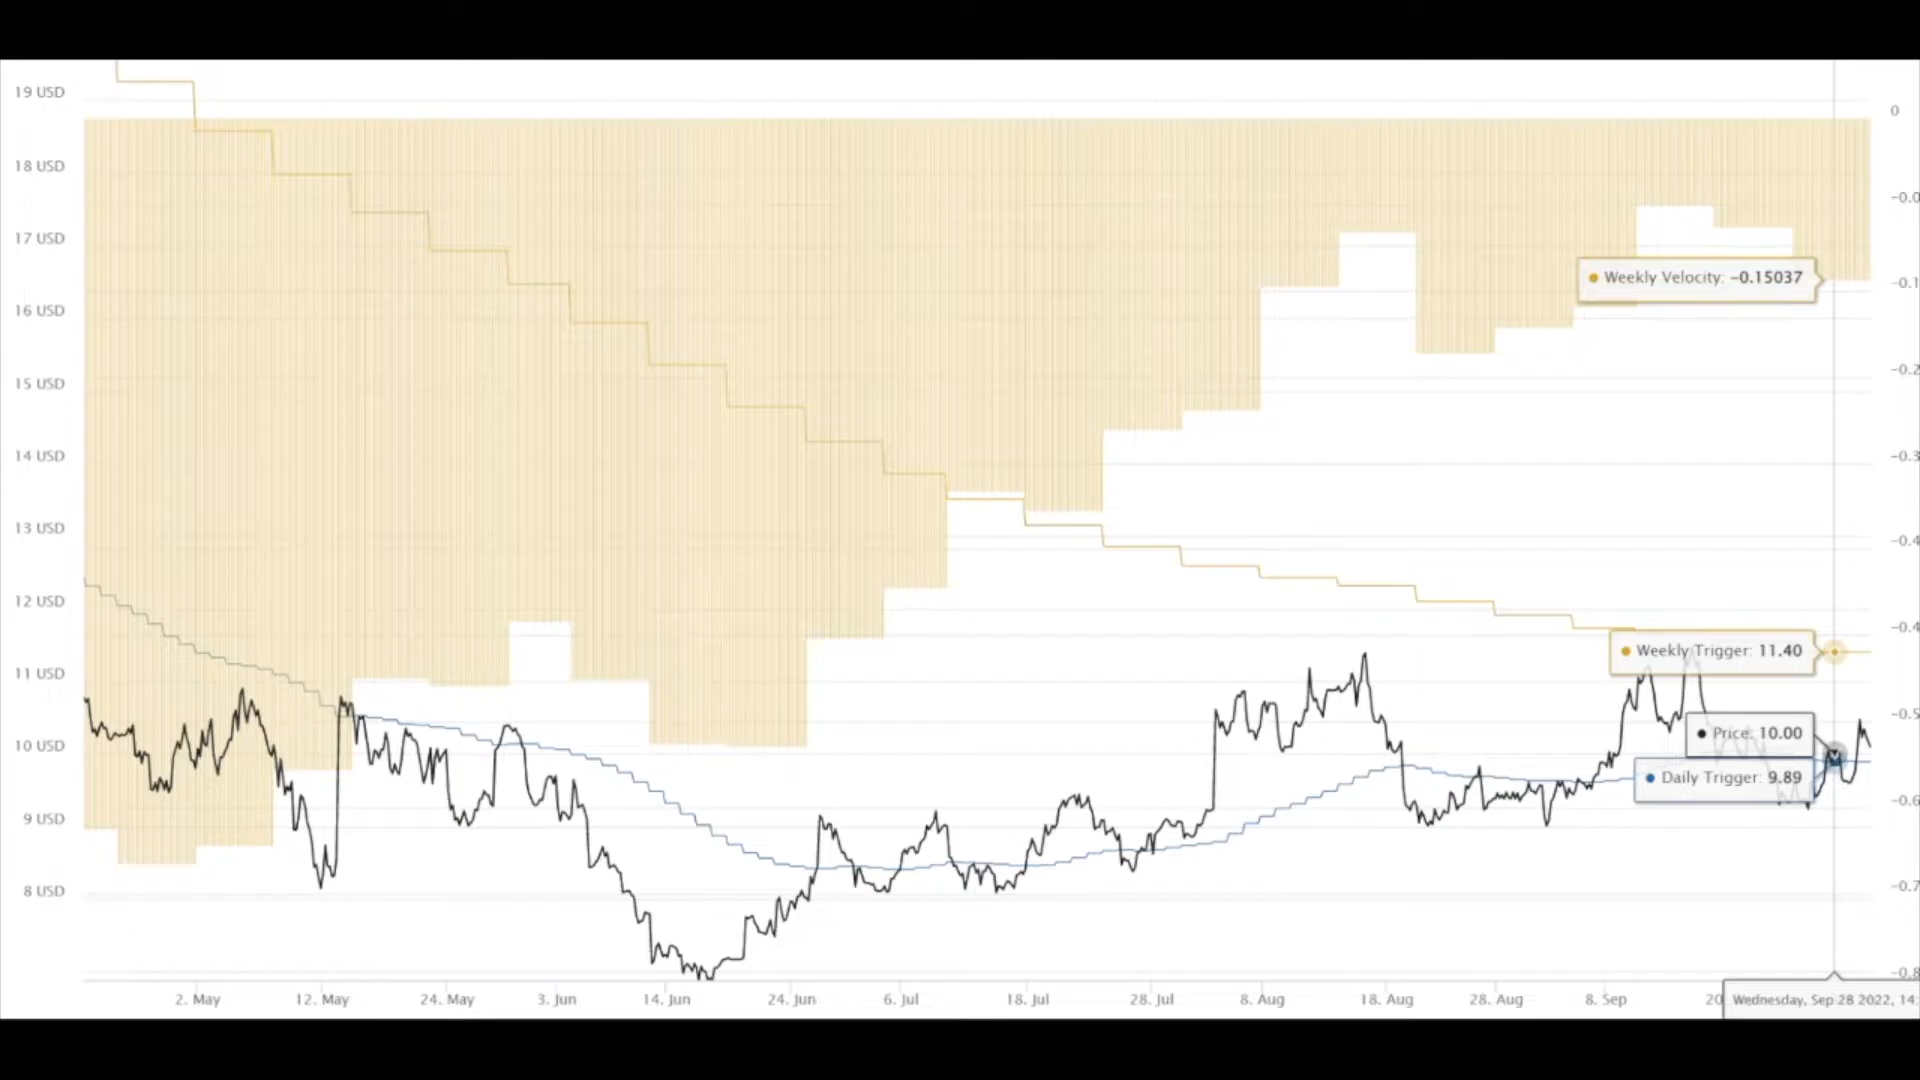 19 USD
18 USD
17 USD
16 USD
15 USD
14 USD
13 USD
12 USD
11 USD
10 USD
9 USD
8 USD
0
-0.0
-0.1
-0.2
-0.3
-0.4
-0.4
-0.5
-0.6
-0.7
-0.8
Weekly Velocity: -0.15037
Weekly Trigger: 11.40
Price: 10.00
Daily Trigger: 9.89
2. May
12. May
24. May
3. Jun
14. Jun
24. Jun
6. Jul
18. Jul
28. Jul
8. Aug
18. Aug
28. Aug
8. Sep
20
Wednesday, Sep 28 2022, 14: